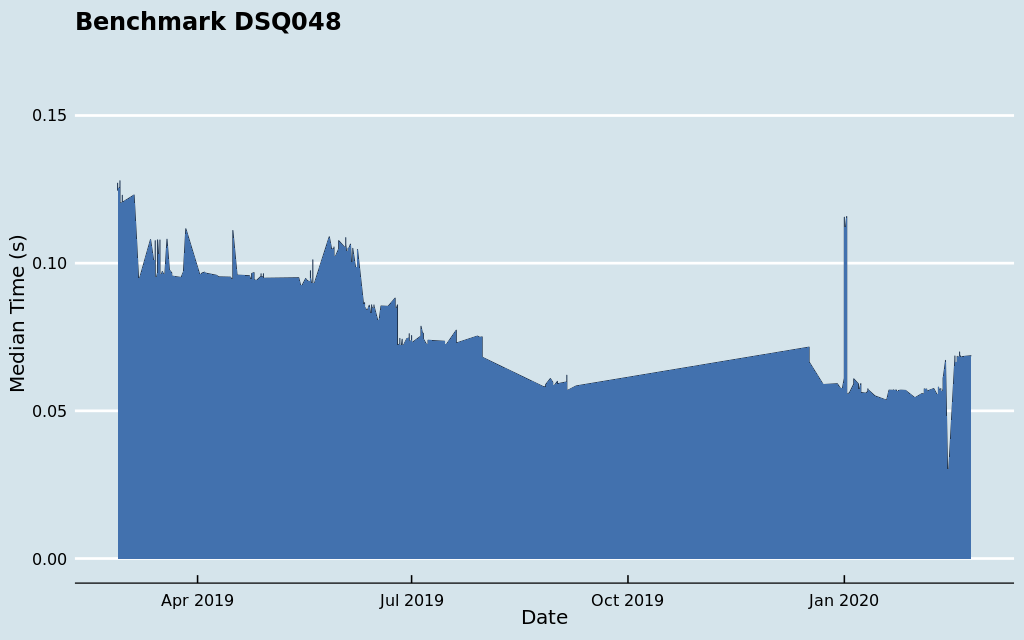 Benchmark DSQ048
Median Time (s)
0.15
0.10
0.05
0.00
Apr 2019
Jul 2019
Oct 2019
Jan 2020
Date